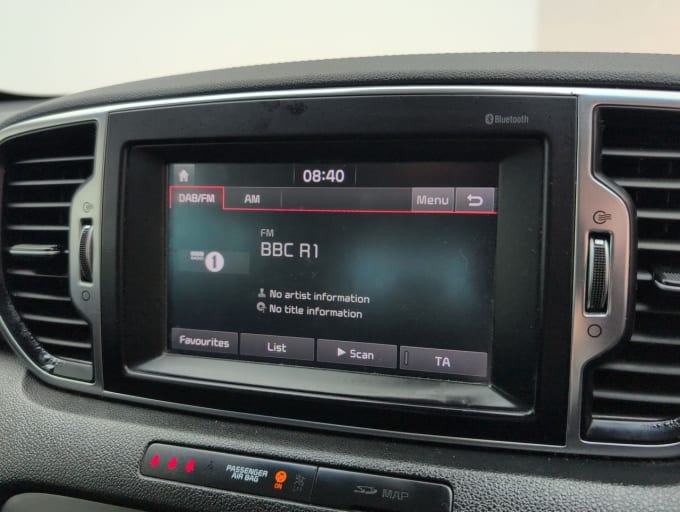 Bluetooth
08:40
DAB/FM AM Menu
FM
BBC R1
1
No artist information
No title information
Favourites List Scan TA
PASSENGER
AIR BAG
ON
SD MAP